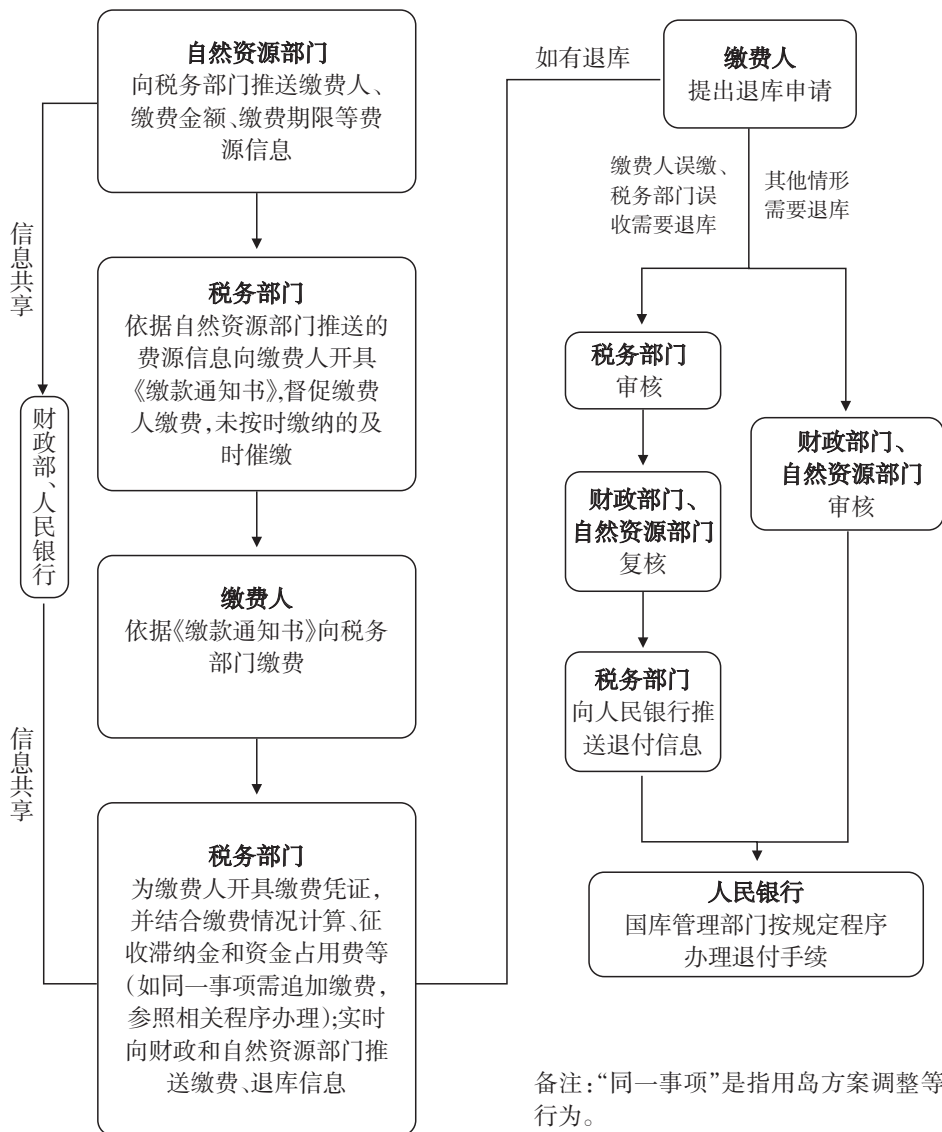 自然资源部门
向税务部门推送缴费人、
缴费金额、缴费期限等费
源信息
信息共享
税务部门
依据自然资源部门推送的
费源信息向缴费人开具
《缴款通知书》,督促缴费
人缴费,未按时缴纳的及
时催缴
财政部、人民银行
缴费人
依据《缴款通知书》向税务
部门缴费
信息共享
税务部门
为缴费人开具缴费凭证,
并结合缴费情况计算、征
收滞纳金和资金占用费等
(如同一事项需追加缴费,
参照相关程序办理);实时
向财政和自然资源部门推
送缴费、退库信息
如有退库
缴费人
提出退库申请
缴费人误缴、
税务部门误
收需要退库
其他情形
需要退库
税务部门
审核
财政部门、
自然资源部门
复核
税务部门
向人民银行推
送退付信息
财政部门、
自然资源部门
审核
人民银行
国库管理部门按规定程序
办理退付手续
备注:“同一事项”是指用岛方案调整等
行为。